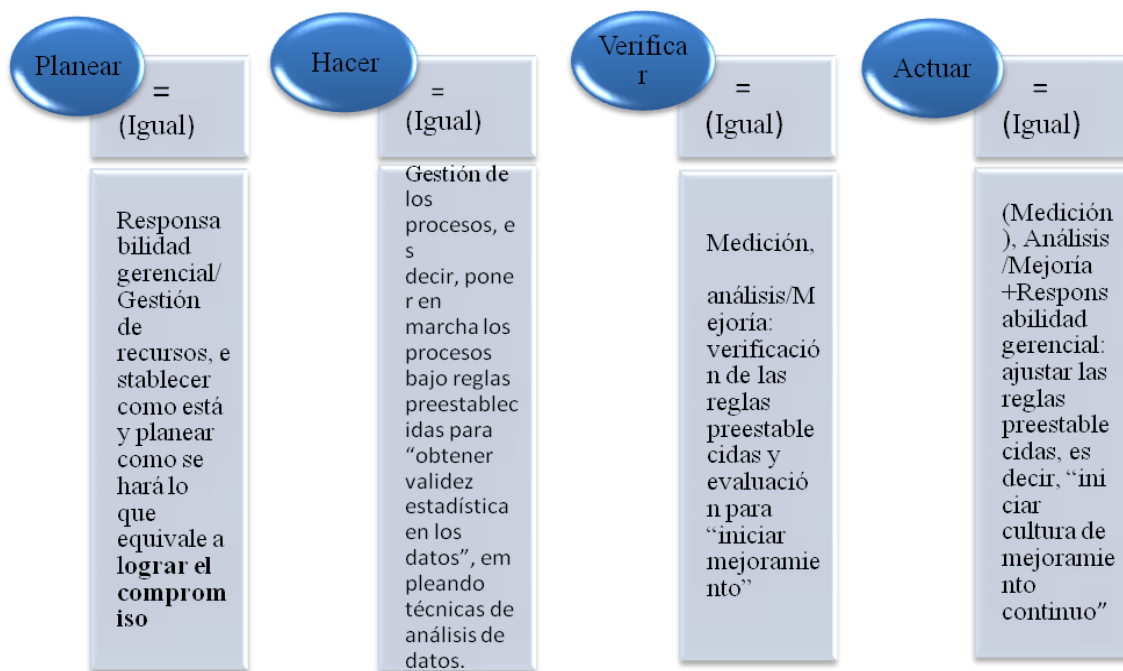 Planear
=
(Igual)
Responsa
bilidad
gerencial/
Gestión
de
recursos, e
stablecer
como está
y planear
como se
hará lo
que
equivale a
lograr el
comprom
iso
Hacer
=
(Igual)
Gestión de
los
procesos, e
s
decir, pone
r en
marcha los
procesos
bajo reglas
preestablec
idas para
“obtener
validez
estadística
en los
datos”, em
pleando
técnicas de
análisis de
datos.
Verifica
r
=
(Igual)
Medición,
análisis/M
ejoría:
verificació
n de las
reglas
preestable
cidas y
evaluació
n para
“iniciar
mejoramie
nto”
Actuar
=
(Igual)
(Medición
), Análisis
/Mejoría
+Respons
abilidad
gerencial:
ajustar las
reglas
preestable
cidas, es
decir, “ini
ciar
cultura de
mejoramie
nto
continuo”